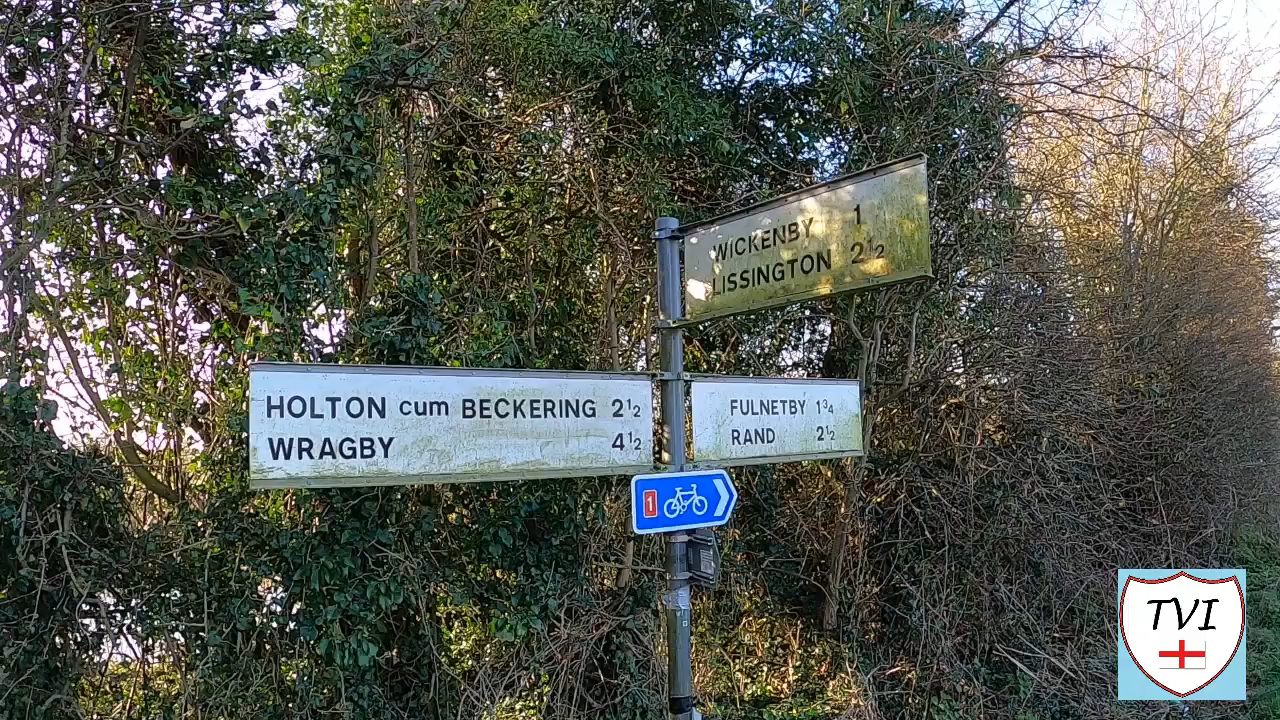 WICKENBY 1
LISSINGTON 2½
HOLTON cum BECKERING 2½
WRAGBY 4½
FULNETBY 1¾
RAND 2½
1
TVI